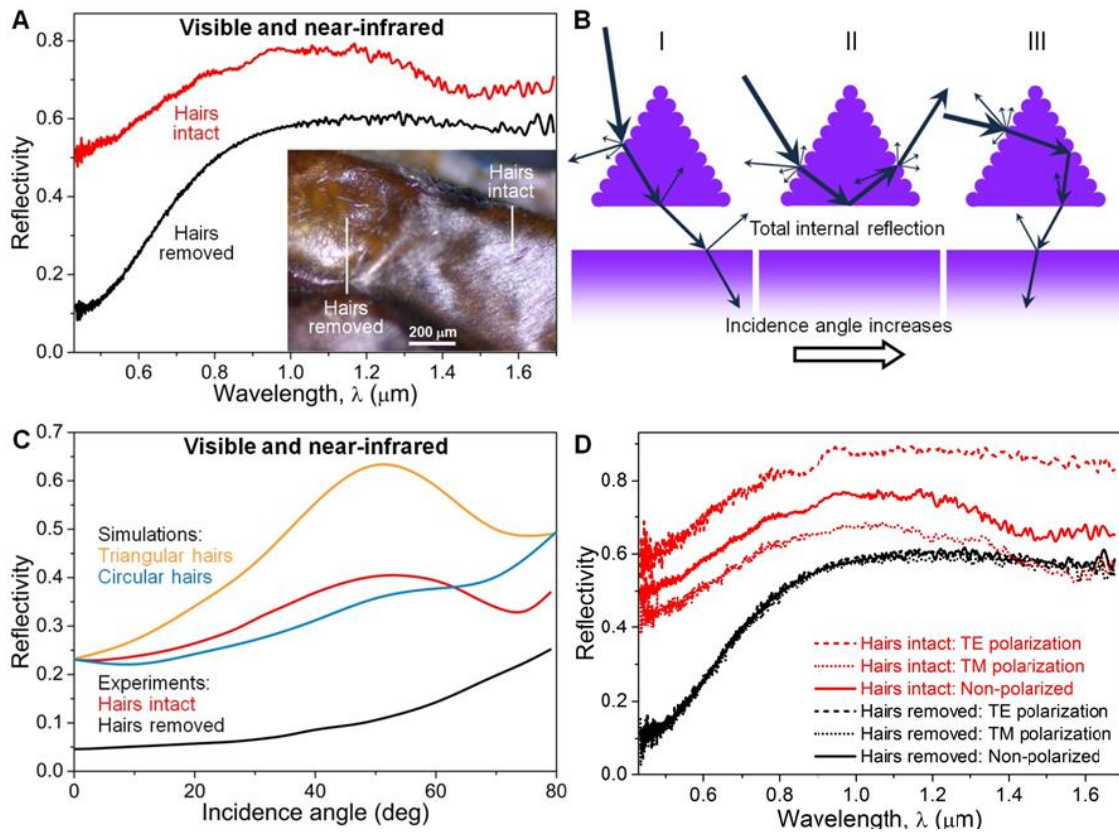 A
Visible and near-infrared
0.8
0.6
0.4
0.2
0.0
Reflectivity
Hairs
intact
Hairs
removed
Hairs
intact
Hairs
removed
200 μm
0.6 0.8 1.0 1.2 1.4 1.6
Wavelength, λ (μm)
B
I II III
Total internal reflection
Incidence angle increases
C
Visible and near-infrared
0.7
0.6
0.5
0.4
0.3
0.2
0.1
0.0
Reflectivity
Simulations:
Triangular hairs
Circular hairs
Experiments:
Hairs intact
Hairs removed
0 20 40 60 80
Incidence angle (deg)
D
0.8
0.6
0.4
0.2
0.0
Reflectivity
Hairs intact: TE polarization
Hairs intact: TM polarization
Hairs intact: Non-polarized
Hairs removed: TE polarization
Hairs removed: TM polarization
Hairs removed: Non-polarized
0.6 0.8 1.0 1.2 1.4 1.6
Wavelength, λ (μm)